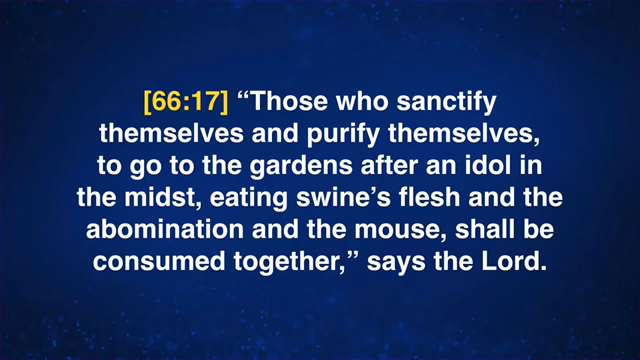 [66:17] “Those who sanctify
themselves and purify themselves,
to go to the gardens after an idol in
the midst, eating swine’s flesh and the
abomination and the mouse, shall be
consumed together,” says the Lord.